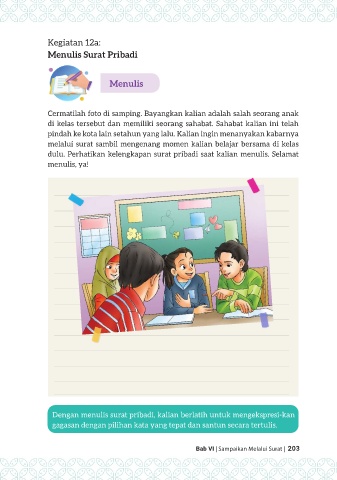 Kegiatan 12a:
Menulis Surat Pribadi
Menulis
Cermatilah foto di samping. Bayangkan kalian adalah salah seorang anak
di kelas tersebut dan memiliki seorang sahabat. Sahabat kalian ini telah
pindah ke kota lain setahun yang lalu. Kalian ingin menanyakan kabarnya
melalui surat sambil mengenang momen kalian belajar bersama di kelas
dulu. Perhatikan kelengkapan surat pribadi saat kalian menulis. Selamat
menulis, ya!
Dengan menulis surat pribadi, kalian berlatih untuk mengekspresi-kan
gagasan dengan pilihan kata yang tepat dan santun secara tertulis.
Bab VI | Sampaikan Melalui Surat | 203